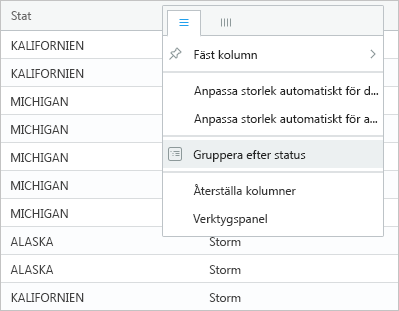 Stat
KALIFORNIEN
KALIFORNIEN
MICHIGAN
MICHIGAN
MICHIGAN
MICHIGAN
MICHIGAN
ALASKA Storm
ALASKA Storm
KALIFORNIEN Storm
Fäst kolumn
Anpassa storlek automatiskt för d...
Anpassa storlek automatiskt för a...
Gruppera efter status
Återställa kolumner
Verktygspanel